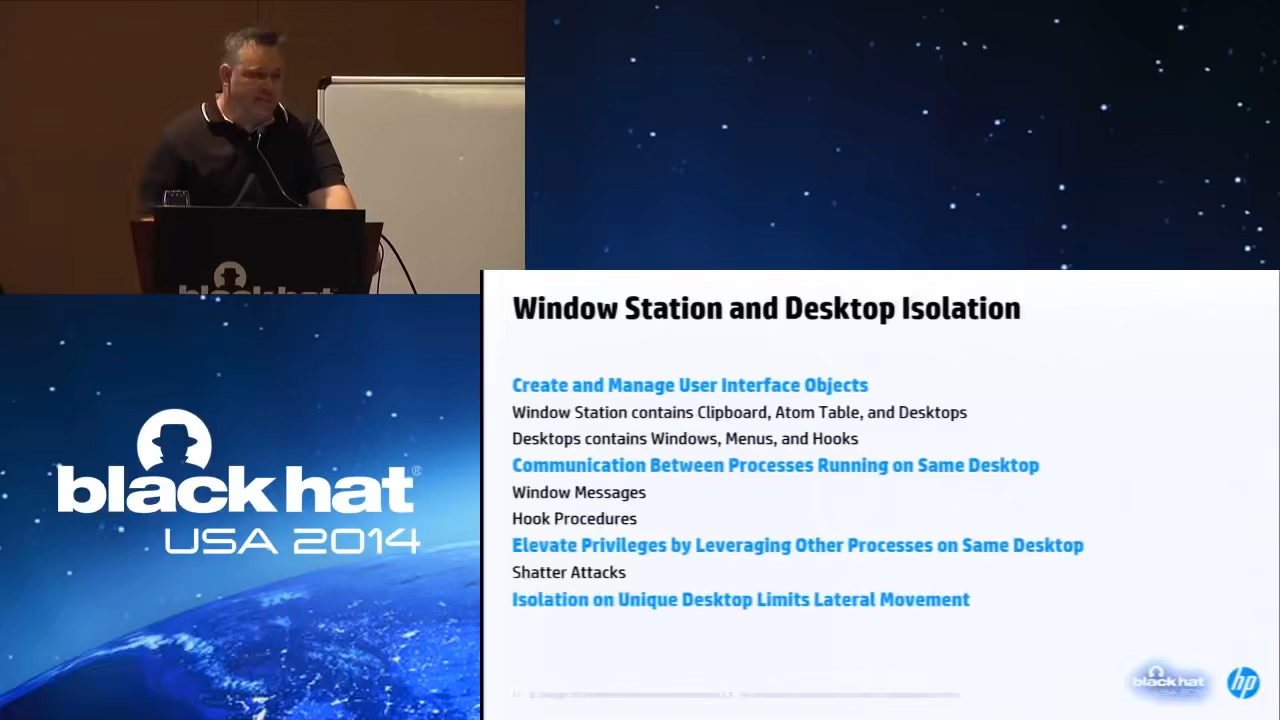 black hat
Window Station and Desktop Isolation
Create and Manage User Interface Objects
Window Station contains Clipboard, Atom Table, and Desktops
Desktops contains Windows, Menus, and Hooks
Communication Between Processes Running on Same Desktop
Window Messages
Hook Procedures
Elevate Privileges by Leveraging Other Processes on Same Desktop
Shatter Attacks
Isolation on Unique Desktop Limits Lateral Movement
black hat®
USA 2014
black hat
hp